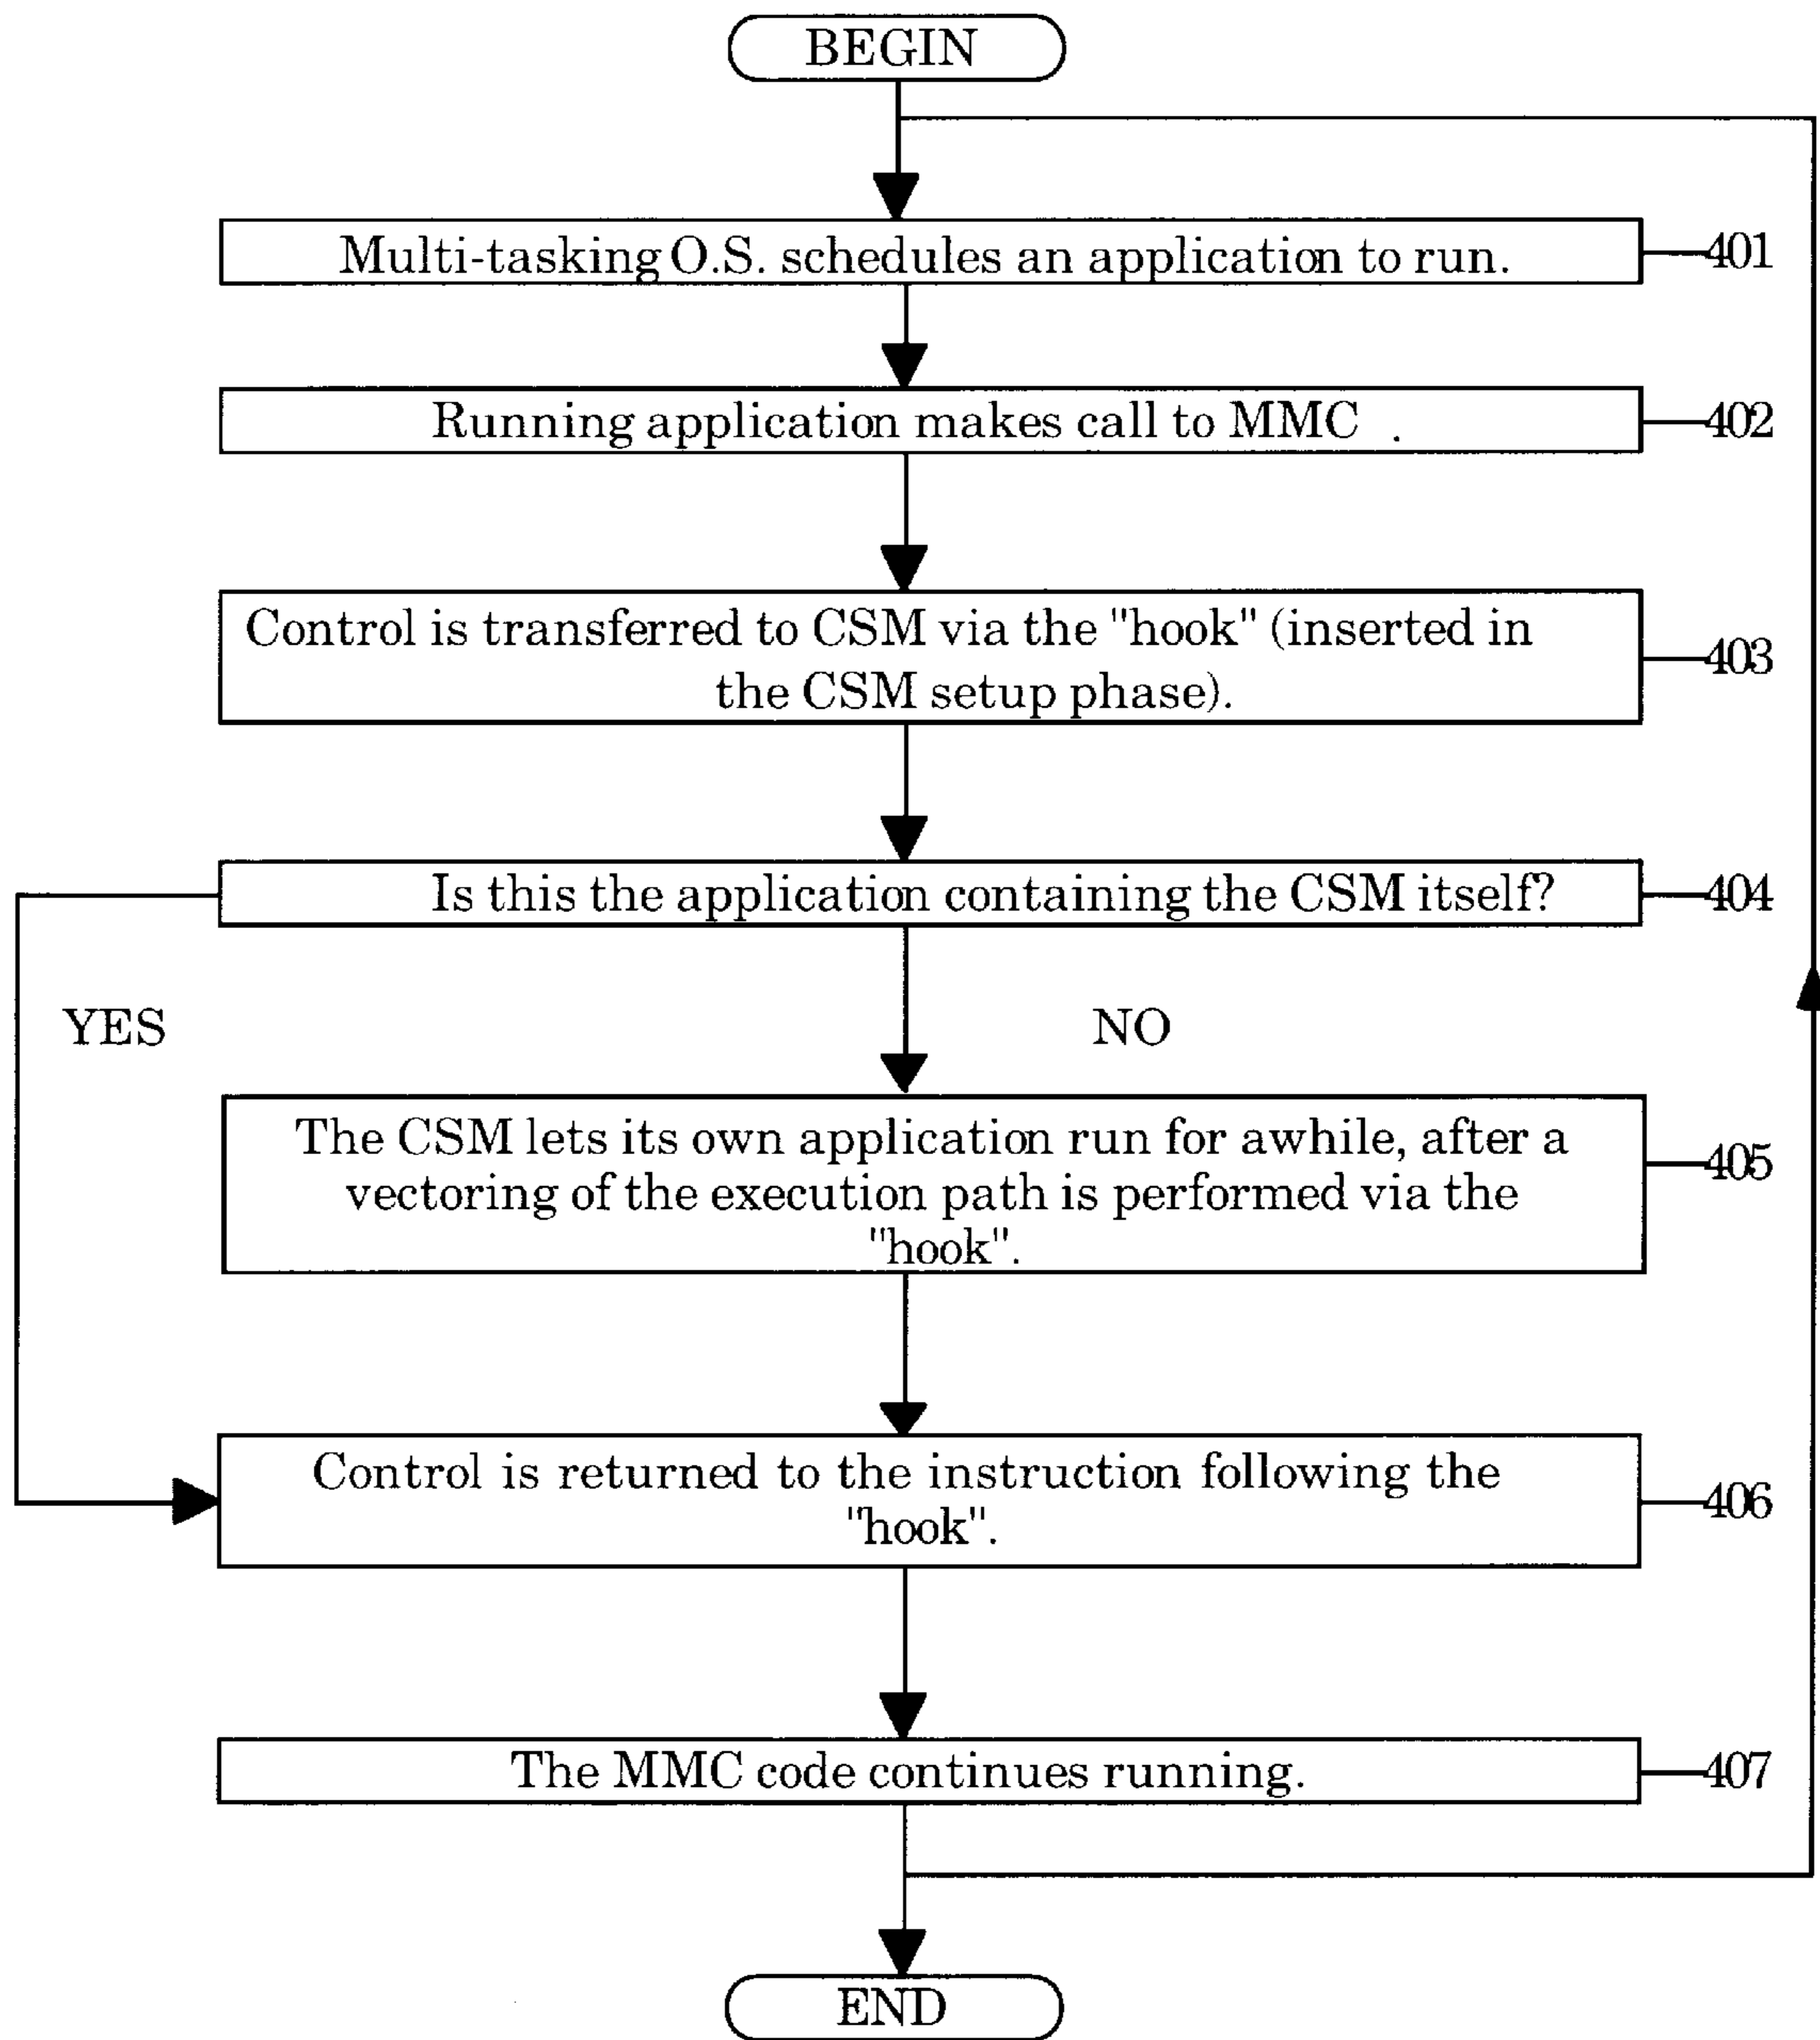 BEGIN
Multi-tasking O.S. schedules an application to run.
401
Running application makes call to MMC .
402
Control is transferred to CSM via the "hook" (inserted in
the CSM setup phase).
403
Is this the application containing the CSM itself?
404
YES
NO
The CSM lets its own application run for awhile, after a
vectoring of the execution path is performed via the
"hook".
405
Control is returned to the instruction following the
"hook".
406
The MMC code continues running.
407
END